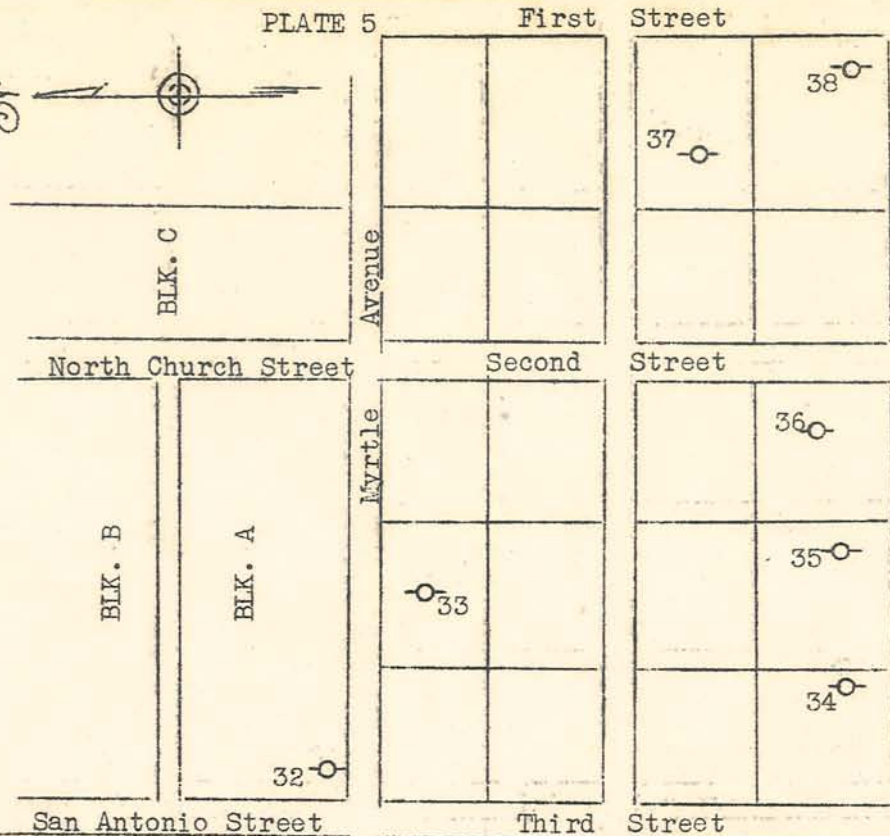 PLATE 5
First Street
38
37
BLK. C
Avenue
North Church Street
Second Street
Myrtle
36
BLK. B
BLK. A
35
33
34
32
San Antonio Street
Third Street